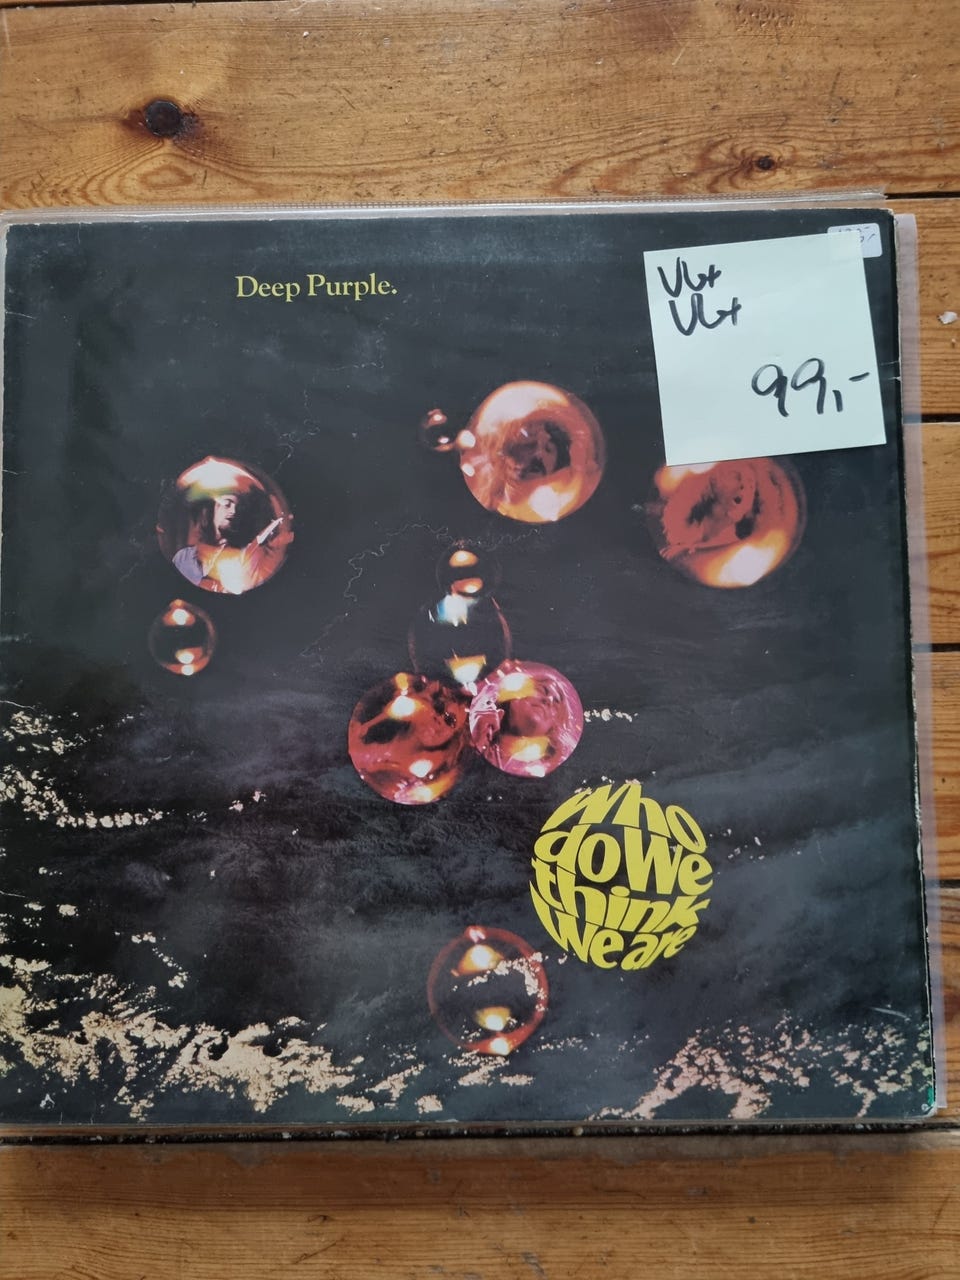 Deep Purple.
VG+
VG+
99,-
Who
do We
think
We are